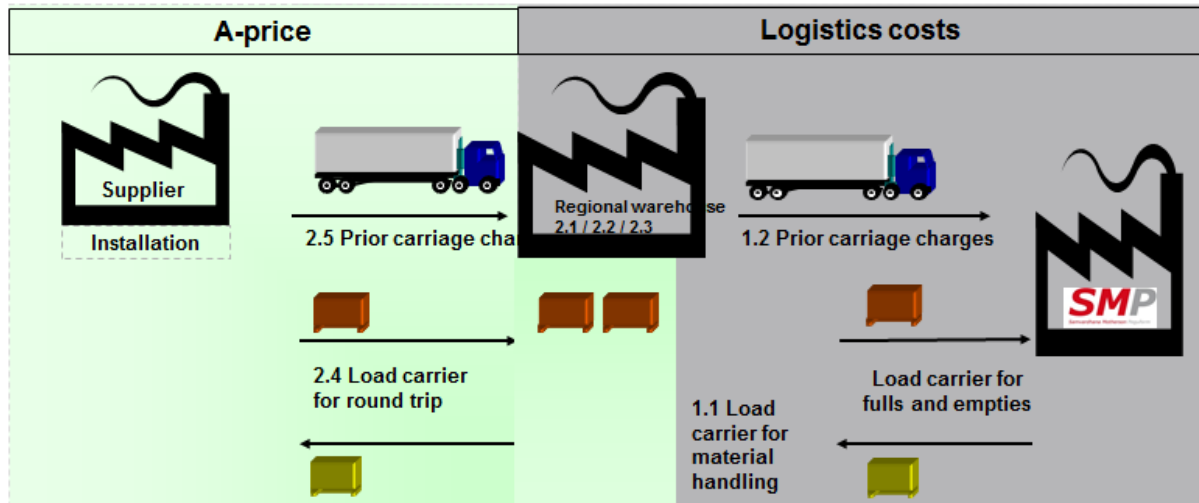 A-price
Logistics costs
Supplier
Installation
Regional warehouse
2.1 / 2.2 / 2.3
2.5 Prior carriage char
1.2 Prior carriage charges
SMP
2.4 Load carrier
for round trip
1.1 Load
carrier for
material
handling
Load carrier for
fulls and empties